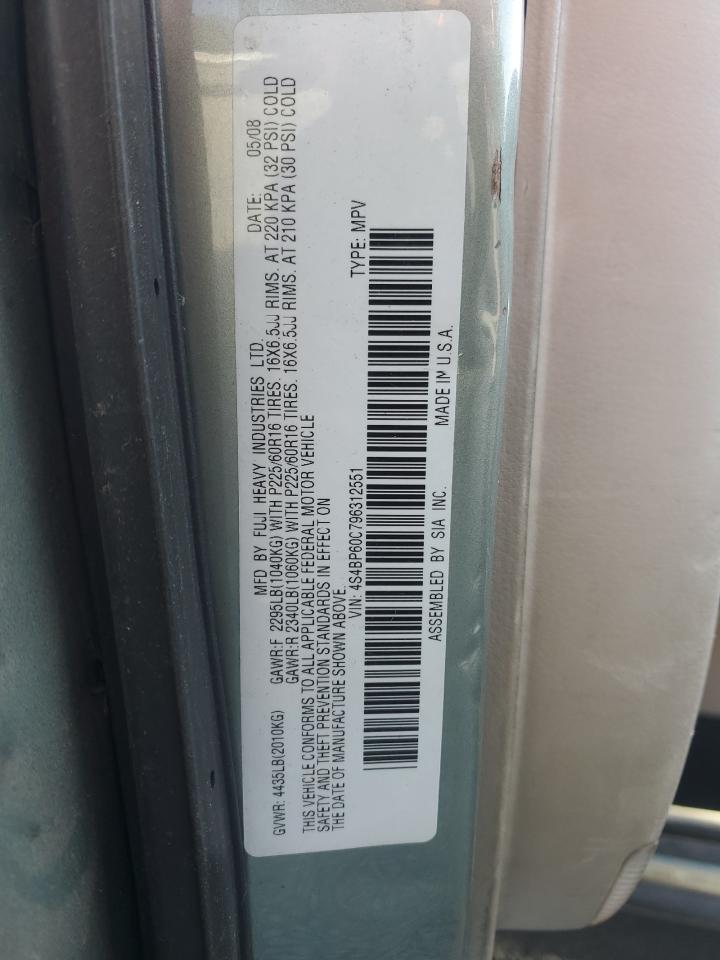 MFD BY FUJI HEAVY INDUSTRIES LTD. DATE: 05/08
GVWR: 4435LB(2010KG) GAWR:F 2295LB(1040KG) WITH P225/60R16 TIRES. 16X6.5JJ RIMS. AT 220 KPA (32 PSI) COLD
GAWR:R 2340LB(1060KG) WITH P225/60R16 TIRES. 16X6.5JJ RIMS. AT 210 KPA (30 PSI) COLD
THIS VEHICLE CONFORMS TO ALL APPLICABLE FEDERAL MOTOR VEHICLE
SAFETY AND THEFT PREVENTION STANDARDS IN EFFECT ON
THE DATE OF MANUFACTURE SHOWN ABOVE.
VIN: 4S4BP60C796312551 TYPE: MPV
ASSEMBLED BY SIA INC. MADE IN U.S.A.